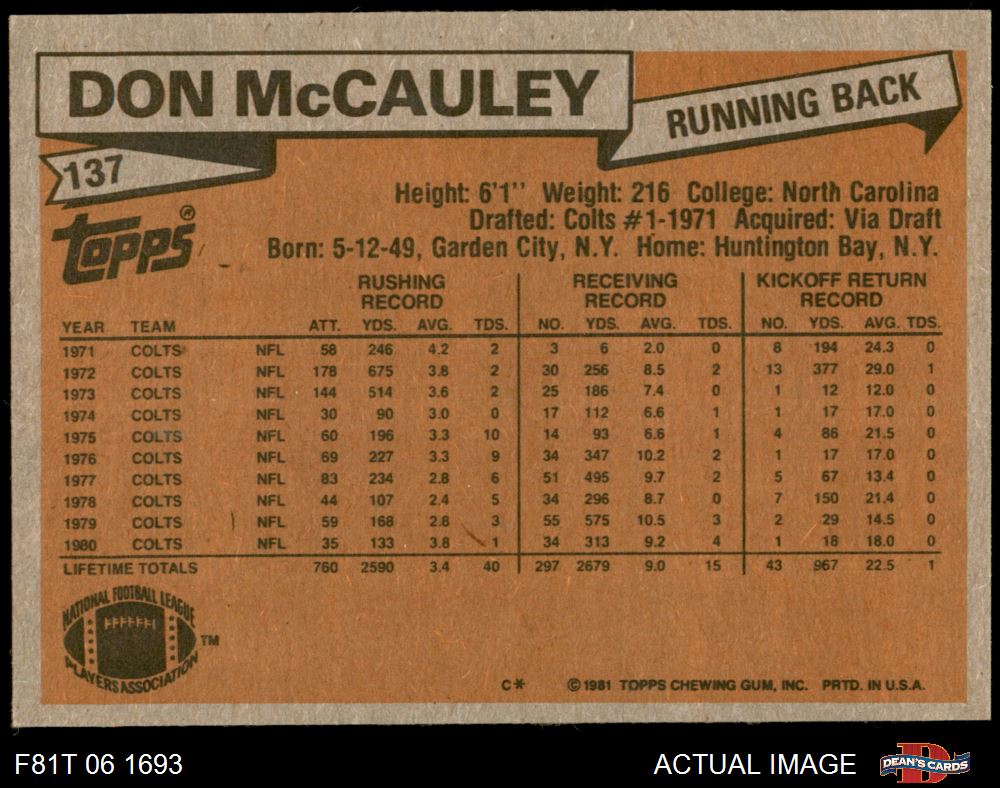 DON McCAULEY
RUNNING BACK
137
TOPPS®
Height: 6'1'' Weight: 216 College: North Carolina
Drafted: Colts #1-1971 Acquired: Via Draft
Born: 5-12-49, Garden City, N.Y. Home: Huntington Bay, N.Y.
RUSHING RECORD RECEIVING RECORD KICKOFF RETURN RECORD
YEAR TEAM ATT. YDS. AVG. TDS. NO. YDS. AVG. TDS. NO. YDS. AVG. TDS.
1971 COLTS NFL 58 246 4.2 2 3 6 2.0 0 8 194 24.3 0
1972 COLTS NFL 178 675 3.8 2 30 256 8.5 2 13 377 29.0 1
1973 COLTS NFL 144 514 3.6 2 25 186 7.4 0 1 12 12.0 0
1974 COLTS NFL 30 90 3.0 0 17 112 6.6 1 1 17 17.0 0
1975 COLTS NFL 60 196 3.3 10 14 93 6.6 1 4 86 21.5 0
1976 COLTS NFL 69 227 3.3 9 34 347 10.2 2 1 17 17.0 0
1977 COLTS NFL 83 234 2.8 6 51 495 9.7 2 5 67 13.4 0
1978 COLTS NFL 44 107 2.4 5 34 296 8.7 0 7 150 21.4 0
1979 COLTS NFL 59 168 2.8 3 55 575 10.5 3 2 29 14.5 0
1980 COLTS NFL 35 133 3.8 1 34 313 9.2 4 1 18 18.0 0
LIFETIME TOTALS 760 2590 3.4 40 297 2679 9.0 15 43 967 22.5 1
NATIONAL FOOTBALL LEAGUE
PLAYERS ASSOCIATION
TM
C* ©1981 TOPPS CHEWING GUM, INC. PRTD. IN U.S.A.
F81T 06 1693 ACTUAL IMAGE
D
DEAN'S CARDS